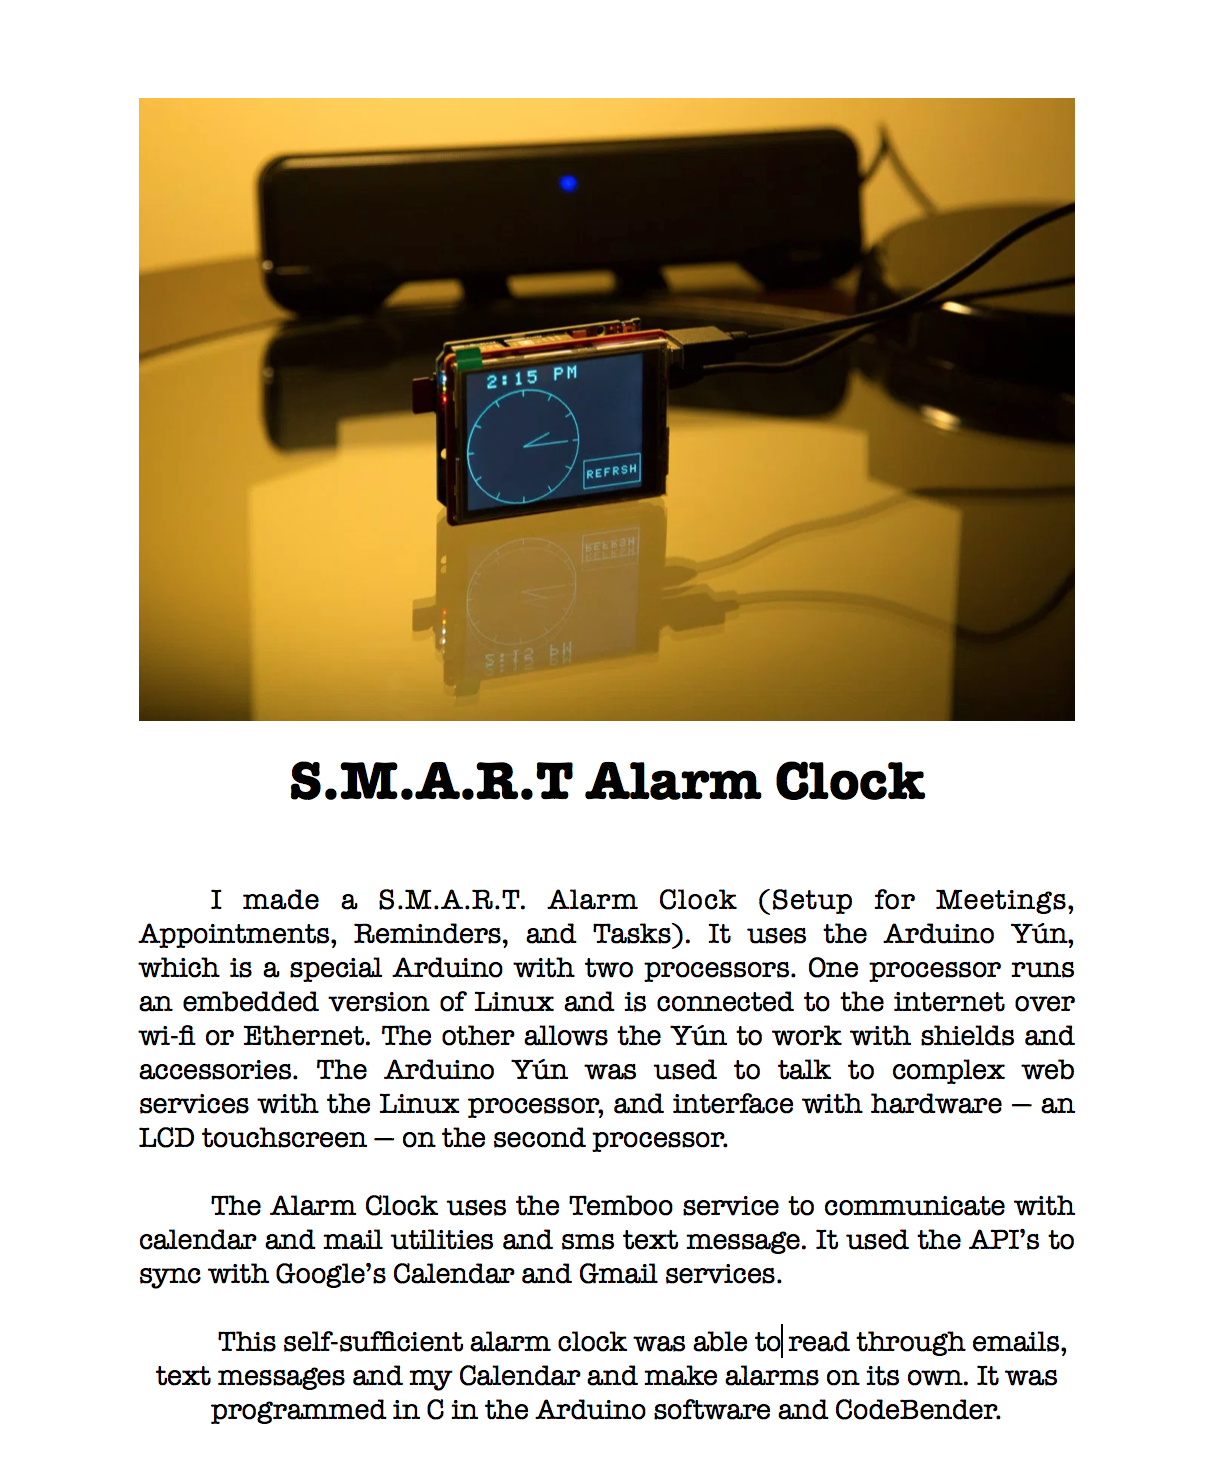 2:15 PM
REFRSH
S.M.A.R.T Alarm Clock
I made a S.M.A.R.T. Alarm Clock (Setup for Meetings,
Appointments, Reminders, and Tasks). It uses the Arduino Yún,
which is a special Arduino with two processors. One processor runs
an embedded version of Linux and is connected to the internet over
wi-fi or Ethernet. The other allows the Yún to work with shields and
accessories. The Arduino Yún was used to talk to complex web
services with the Linux processor, and interface with hardware — an
LCD touchscreen — on the second processor.
The Alarm Clock uses the Temboo service to communicate with
calendar and mail utilities and sms text message. It used the API’s to
sync with Google’s Calendar and Gmail services.
This self-sufficient alarm clock was able to read through emails,
text messages and my Calendar and make alarms on its own. It was
programmed in C in the Arduino software and CodeBender.